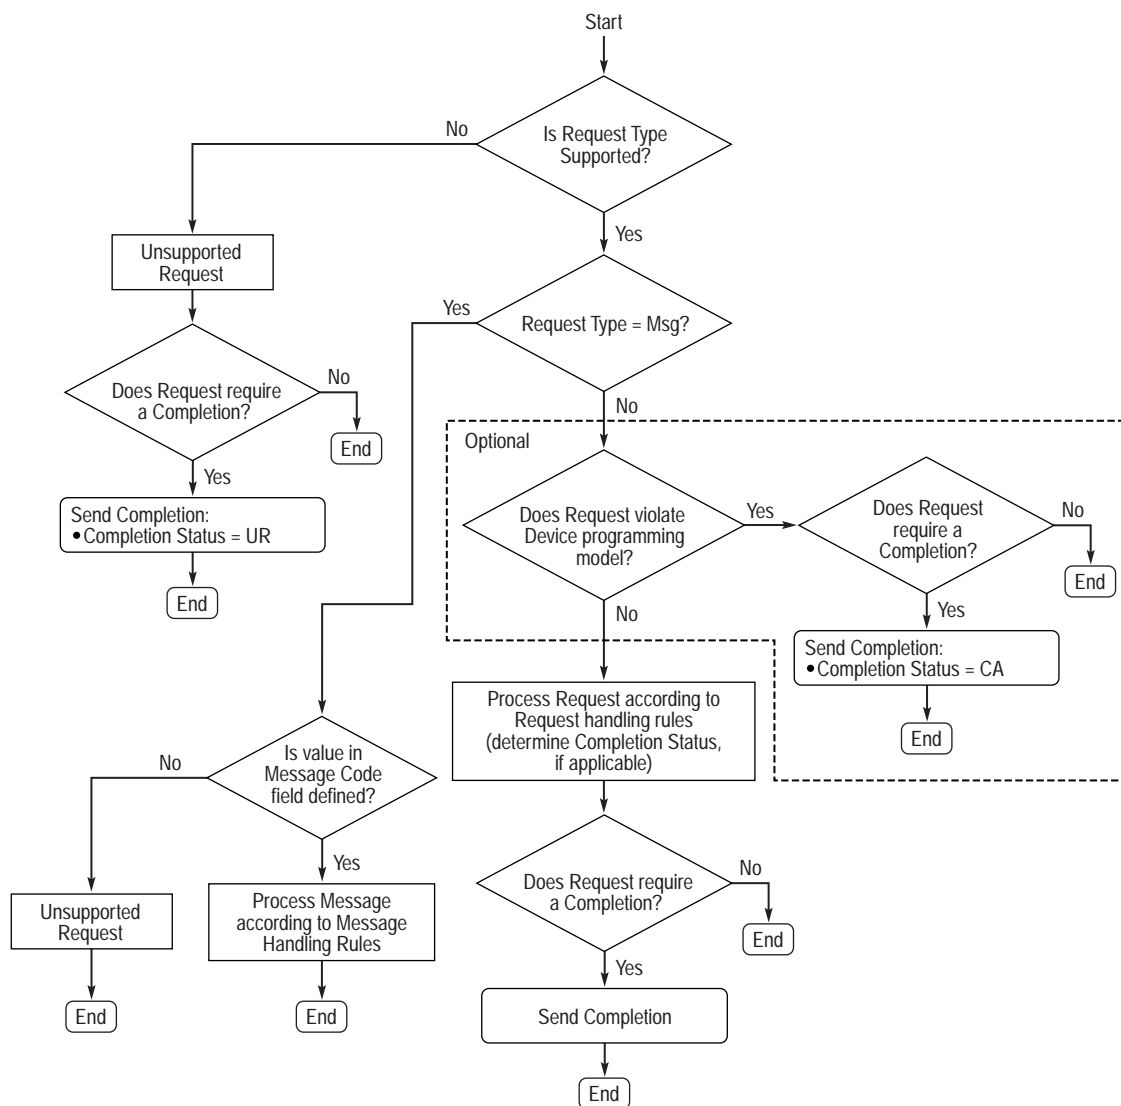 Start
Is Request Type
Supported?
No
Yes
Unsupported
Request
Request Type = Msg?
Yes
No
Does Request require
a Completion?
No
End
Yes
Send Completion:
• Completion Status = UR
End
Optional
Does Request violate
Device programming
model?
Yes
No
Does Request
require a
Completion?
No
End
Yes
Send Completion:
• Completion Status = CA
End
Process Request according to
Request handling rules
(determine Completion Status,
if applicable)
Is value in
Message Code
field defined?
No
Yes
Unsupported
Request
End
Process Message
according to Message
Handling Rules
End
Does Request require
a Completion?
No
End
Yes
Send Completion
End